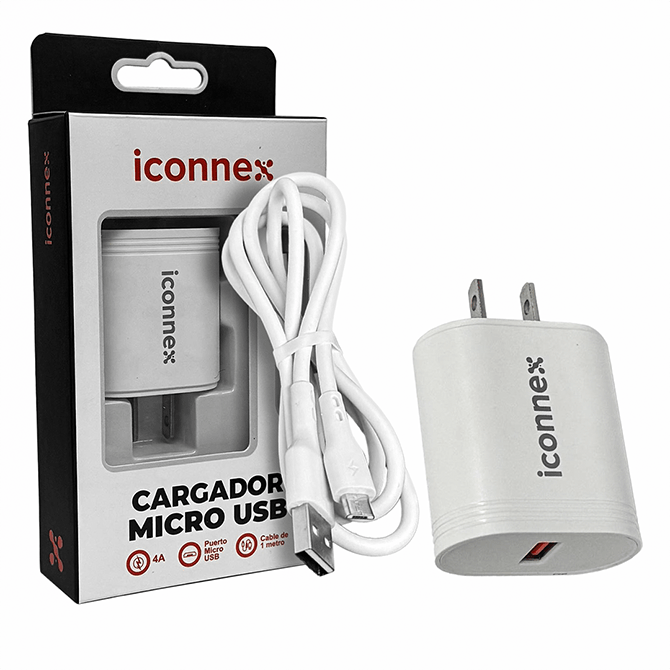 iconnex
iconnex
iconnex
CARGADOR
MICRO USB
4A
Puerto
Micro
USB
Cable de
1 metro
iconnex